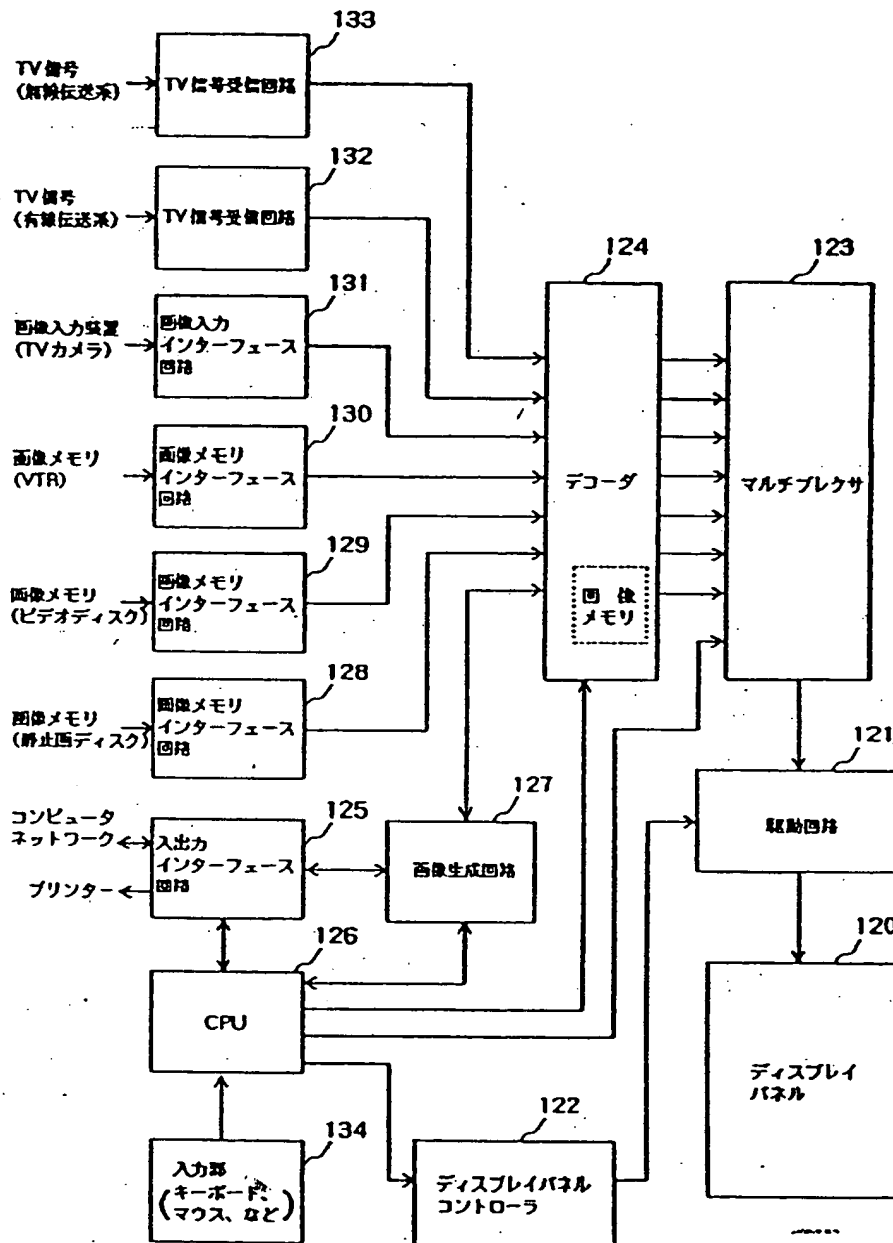 133
TV信号
(無線伝送系)
TV信号受信回路
132
TV信号
(有線伝送系)
TV信号受信回路
124
123
131
画像入力装置
(TVカメラ)
画像入力
インターフェース
回路
130
画像メモリ
(VTR)
画像メモリ
インターフェース
回路
デコーダ
マルチプレクサ
129
画像メモリ
(ビデオディスク)
画像メモリ
インターフェース
回路
画像
メモリ
128
画像メモリ
(静止画ディスク)
画像メモリ
インターフェース
回路
121
駆動回路
127
画像生成回路
125
コンピュータ
ネットワーク
プリンター
入出力
インターフェース
回路
120
126
CPU
ディスプレイ
パネル
134
入力部
(キーボード、
マウス、など)
122
ディスプレイパネル
コントローラ